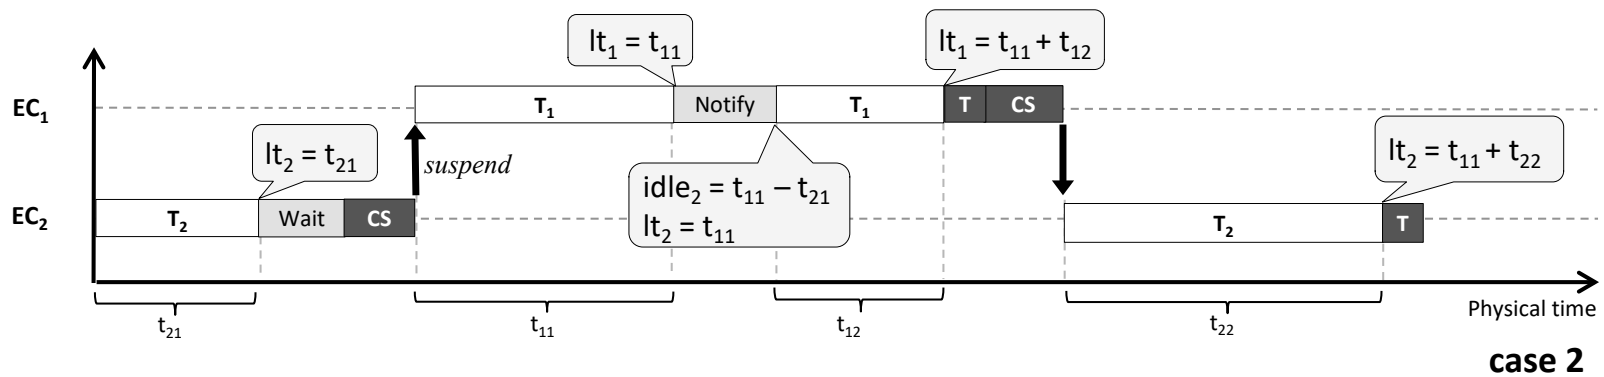 lt₁ = t₁₁
lt₁ = t₁₁ + t₁₂
EC₁
T₁
Notify
T₁
T
CS
lt₂ = t₂₁
suspend
idle₂ = t₁₁ – t₂₁
lt₂ = t₁₁
lt₂ = t₁₁ + t₂₂
EC₂
T₂
Wait
CS
T₂
T
t₂₁
t₁₁
t₁₂
t₂₂
Physical time
case 2